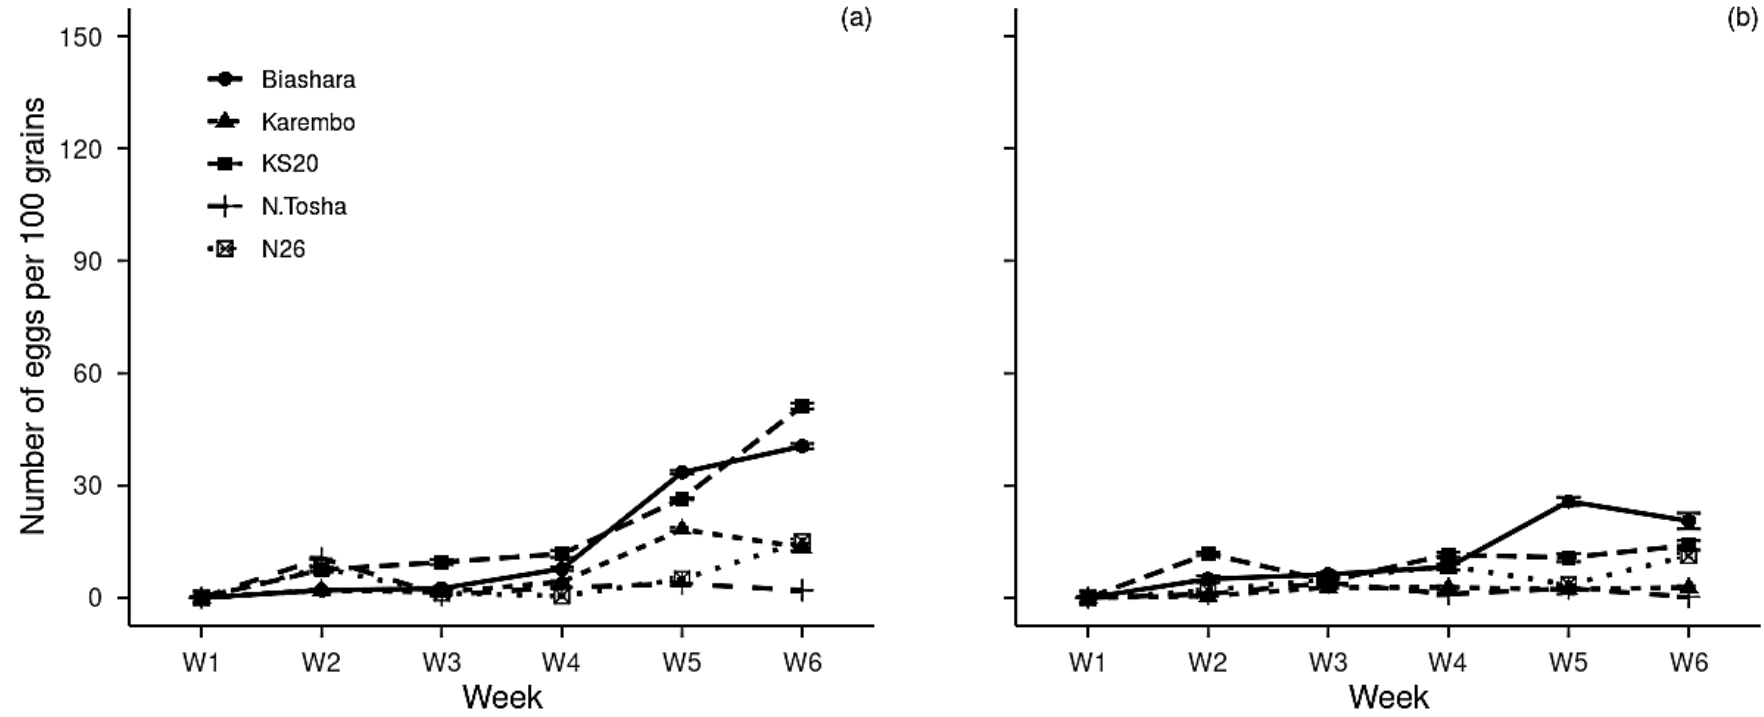 (a)
(b)
Number of eggs per 100 grains
150
120
90
60
30
0
Biashara
Karembo
KS20
N.Tosha
N26
W1 W2 W3 W4 W5 W6
Week
W1 W2 W3 W4 W5 W6
Week